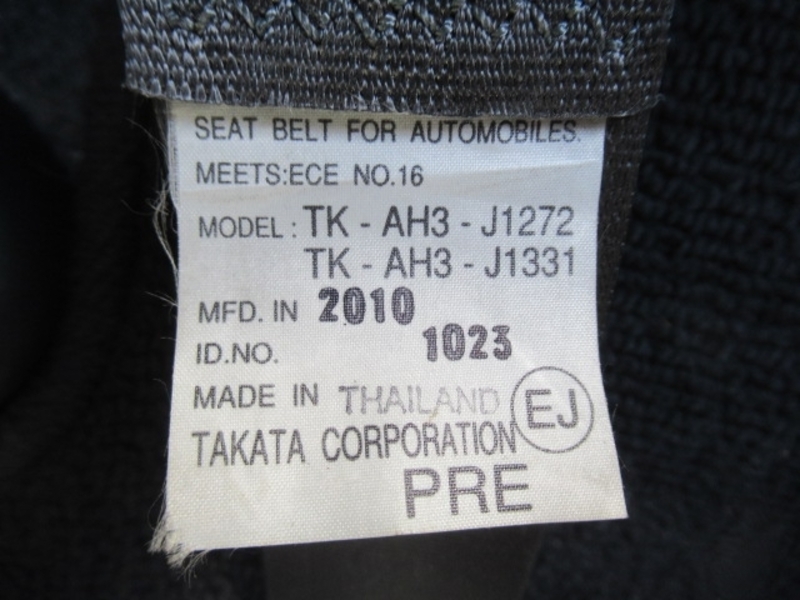 SEAT BELT FOR AUTOMOBILES.
MEETS:ECE NO.16
MODEL : TK - AH3 - J1272
TK - AH3 - J1331
MFD. IN 2010
ID.NO. 1023
MADE IN THAILAND
EJ
TAKATA CORPORATION
PRE